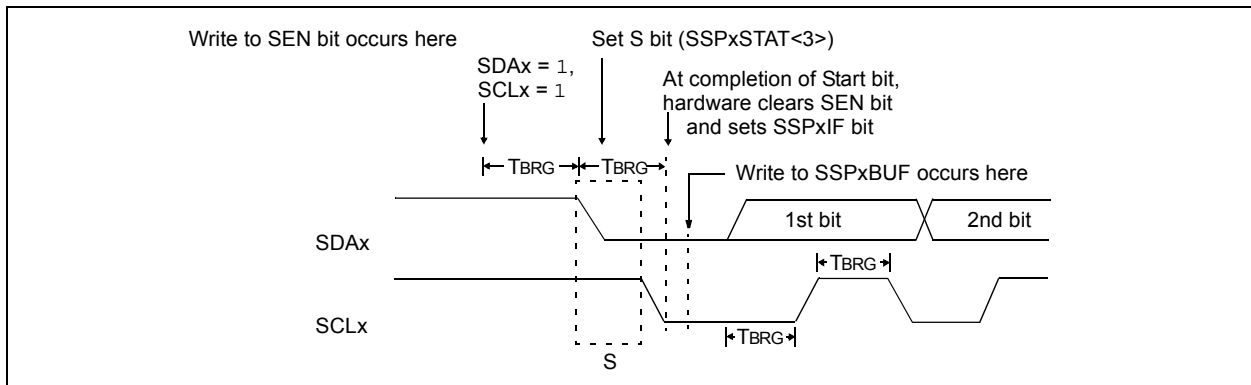 Write to SEN bit occurs here
Set S bit (SSPxSTAT<3>)
SDAx = 1,
SCLx = 1
At completion of Start bit,
hardware clears SEN bit
and sets SSPxIF bit
TBRG
TBRG
Write to SSPxBUF occurs here
1st bit
2nd bit
SDAx
TBRG
SCLx
TBRG
S